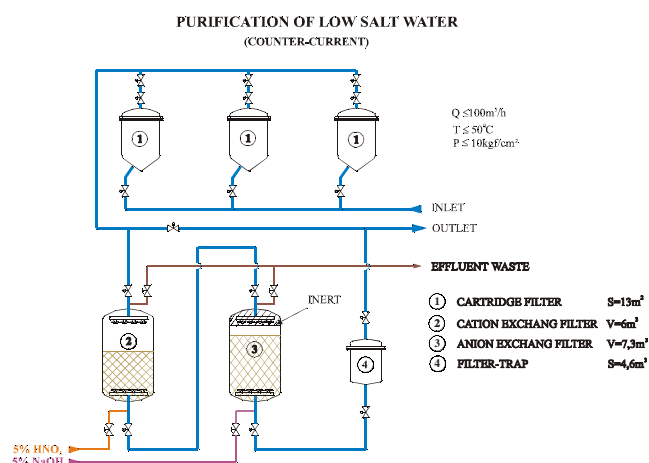 PURIFICATION OF LOW SALT WATER
(COUNTER-CURRENT)
Q ≤100m³/h
T ≤ 50°C
P ≤ 10kgf/cm²
1
1
1
INLET
OUTLET
EFFLUENT WASTE
INERT
1 CARTRIDGE FILTER S=13m²
2 CATION EXCHANG FILTER V=6m³
3 ANION EXCHANG FILTER V=7,3m³
4 FILTER-TRAP S=4,6m²
2
3
4
5% HNO₃
5% NaOH